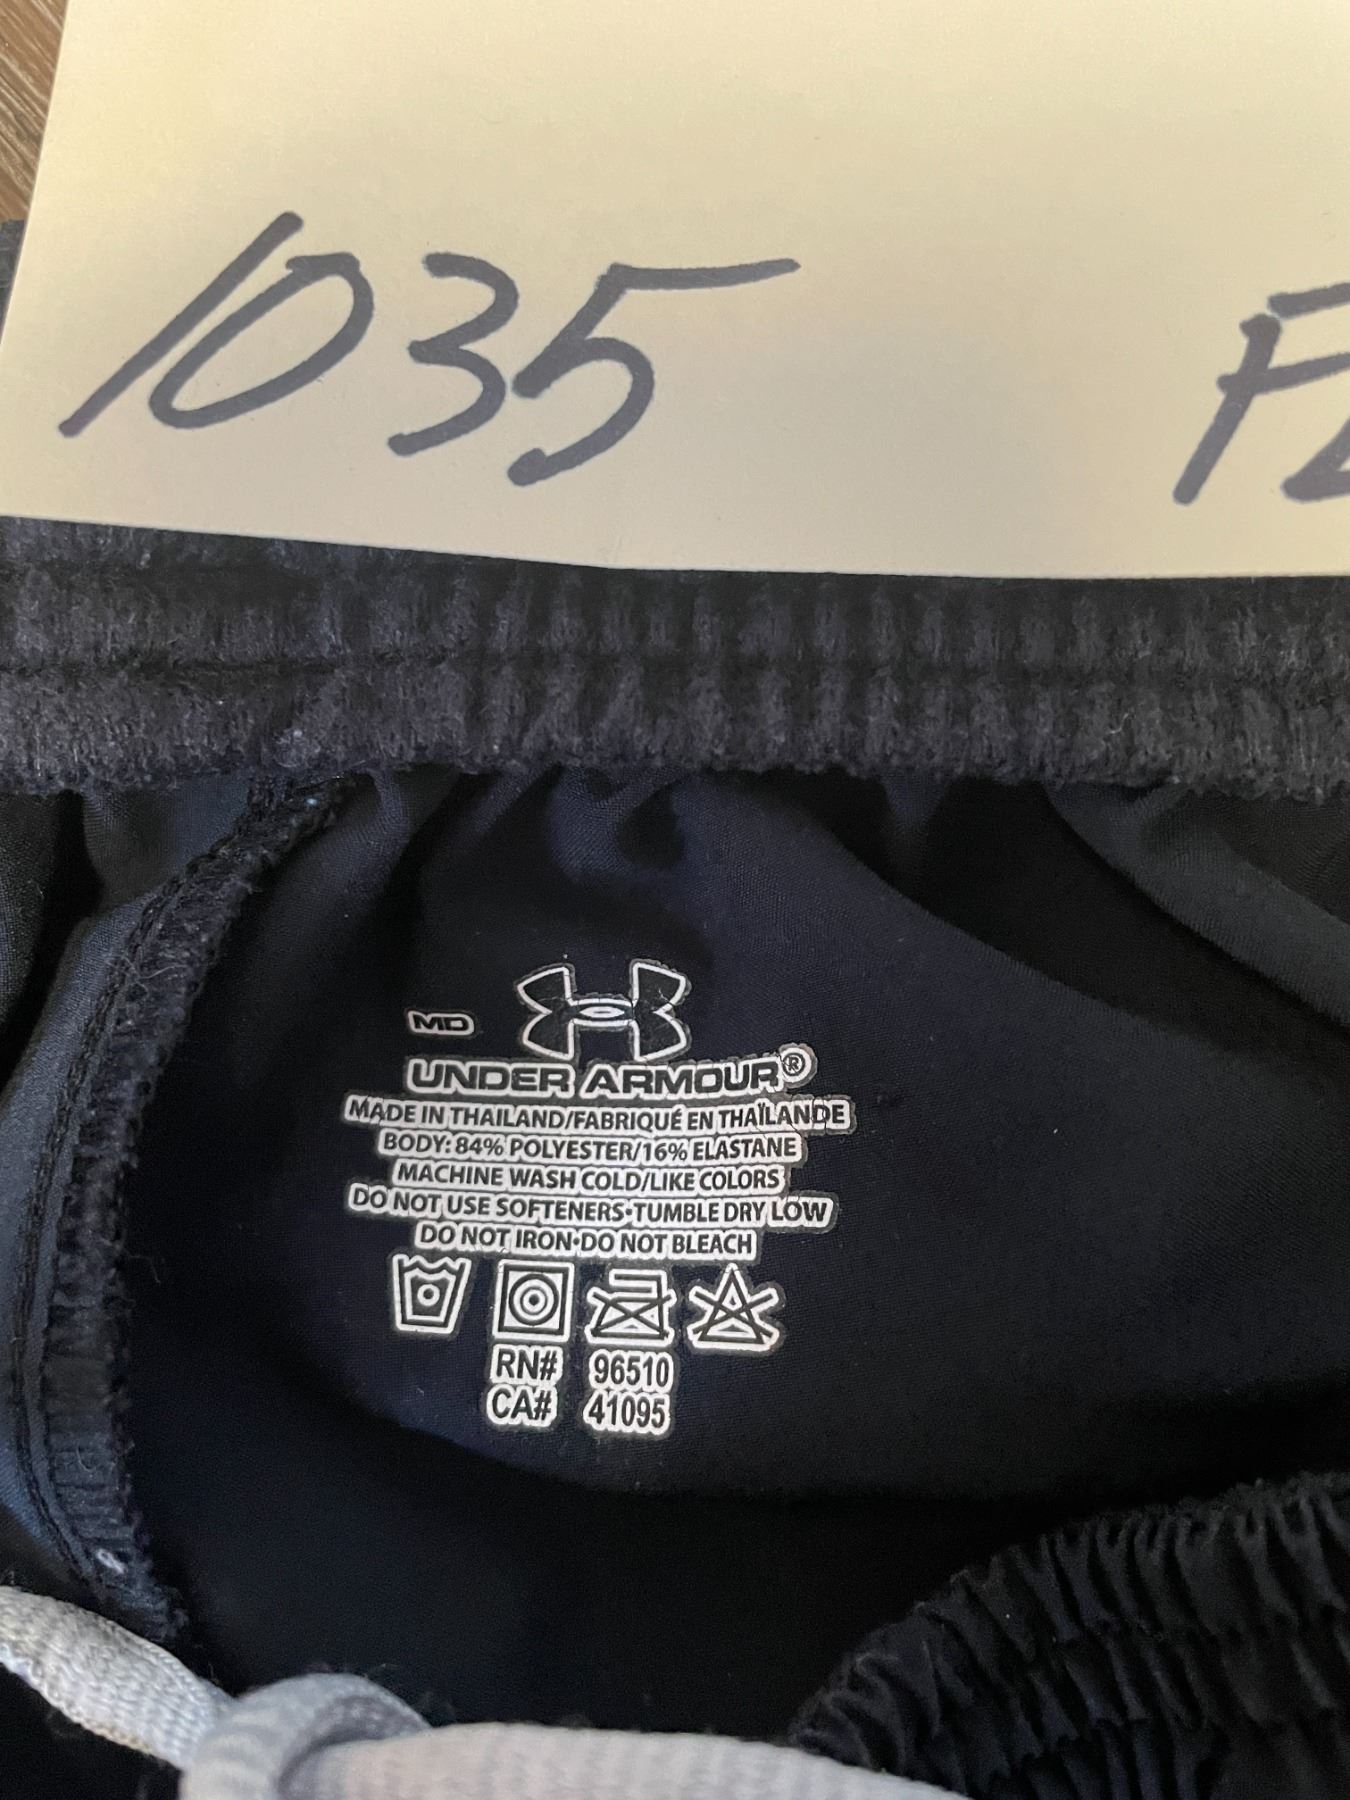 1035
MD
UNDER ARMOUR®
MADE IN THAILAND/FABRIQUÉ EN THAÏLANDE
BODY: 84% POLYESTER/16% ELASTANE
MACHINE WASH COLD/LIKE COLORS
DO NOT USE SOFTENERS•TUMBLE DRY LOW
DO NOT IRON•DO NOT BLEACH
RN# 96510
CA# 41095